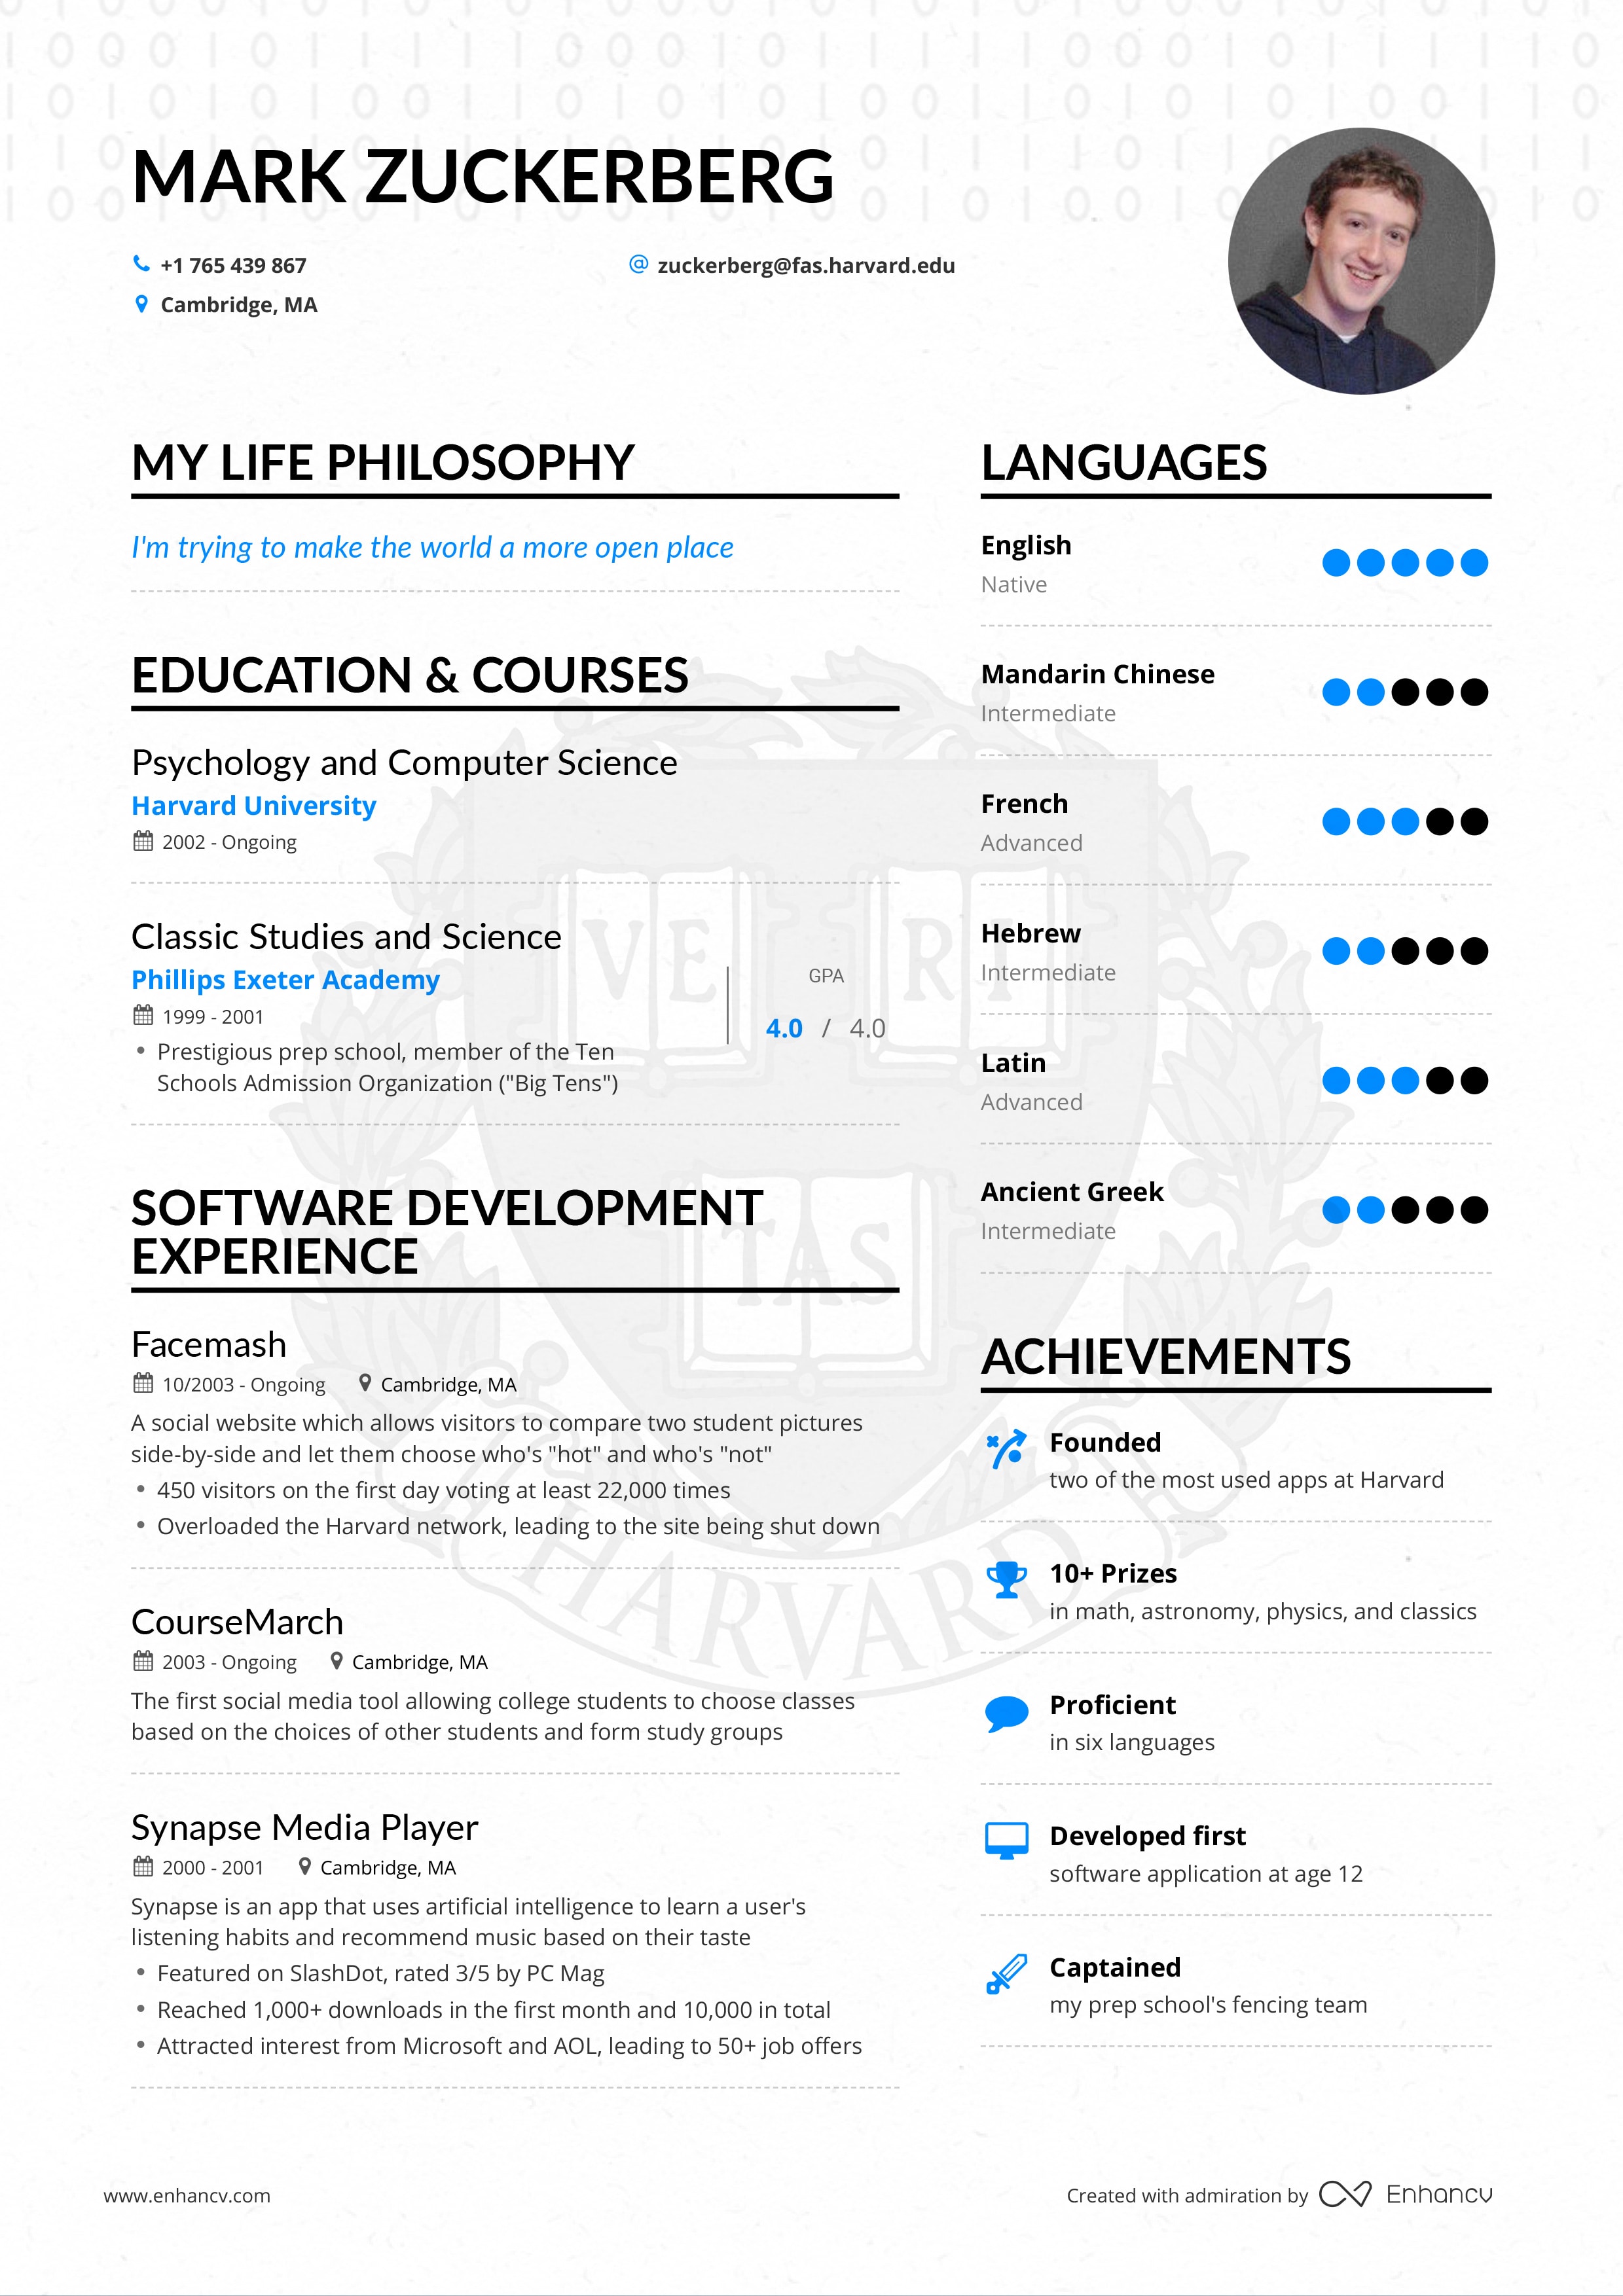 MARK ZUCKERBERG
+1 765 439 867
zuckerberg@fas.harvard.edu
Cambridge, MA
MY LIFE PHILOSOPHY
I'm trying to make the world a more open place
EDUCATION & COURSES
Psychology and Computer Science
Harvard University
2002 - Ongoing
Classic Studies and Science
Phillips Exeter Academy
1999 - 2001
Prestigious prep school, member of the Ten
Schools Admission Organization ("Big Tens")
GPA
4.0 / 4.0
SOFTWARE DEVELOPMENT
EXPERIENCE
Facemash
10/2003 - Ongoing Cambridge, MA
A social website which allows visitors to compare two student pictures
side-by-side and let them choose who's "hot" and who's "not"
450 visitors on the first day voting at least 22,000 times
Overloaded the Harvard network, leading to the site being shut down
CourseMarch
2003 - Ongoing Cambridge, MA
The first social media tool allowing college students to choose classes
based on the choices of other students and form study groups
Synapse Media Player
2000 - 2001 Cambridge, MA
Synapse is an app that uses artificial intelligence to learn a user's
listening habits and recommend music based on their taste
Featured on SlashDot, rated 3/5 by PC Mag
Reached 1,000+ downloads in the first month and 10,000 in total
Attracted interest from Microsoft and AOL, leading to 50+ job offers
LANGUAGES
English
Native
Mandarin Chinese
Intermediate
French
Advanced
Hebrew
Intermediate
Latin
Advanced
Ancient Greek
Intermediate
ACHIEVEMENTS
Founded
two of the most used apps at Harvard
10+ Prizes
in math, astronomy, physics, and classics
Proficient
in six languages
Developed first
software application at age 12
Captained
my prep school's fencing team
VE RI
TAS
HARVARD
www.enhancv.com
Created with admiration by Enhancv